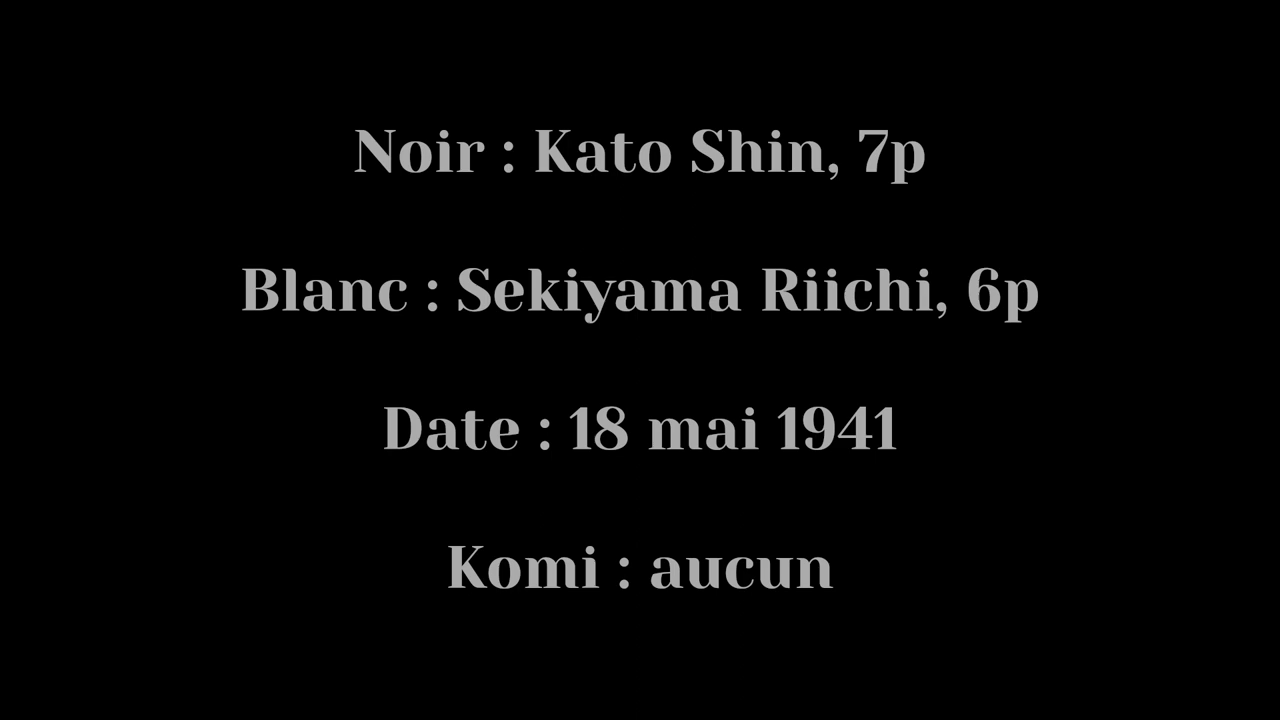 Noir : Kato Shin, 7p
Blanc : Sekiyama Riichi, 6p
Date : 18 mai 1941
Komi : aucun